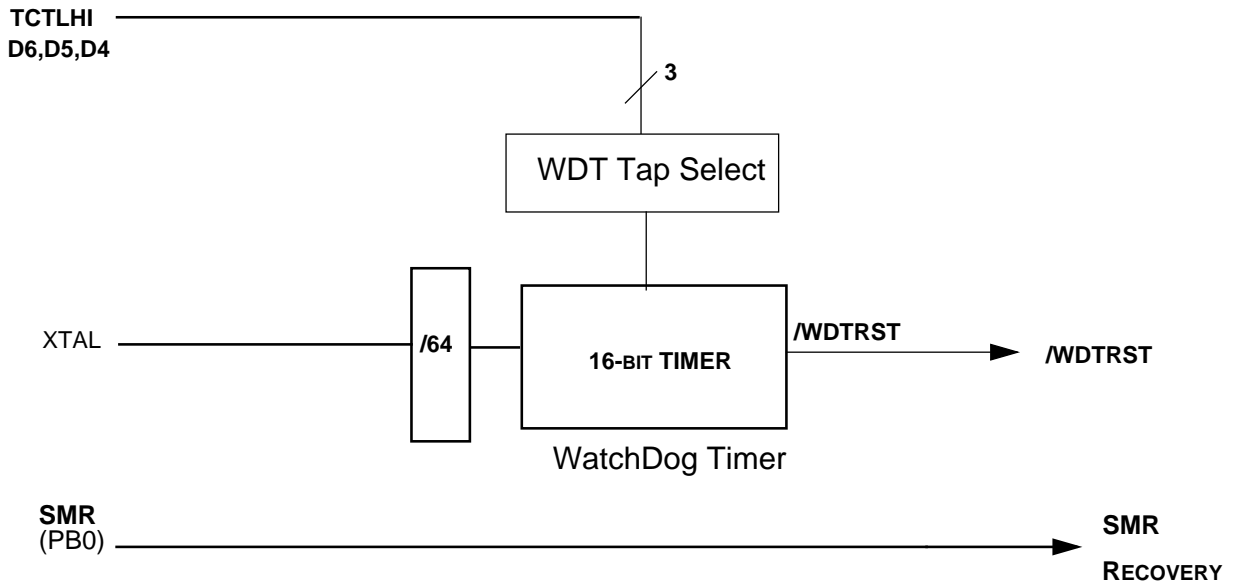 TCTLHI
D6,D5,D4
3
WDT Tap Select
XTAL
/64
16-BIT TIMER
/WDTRST
/WDTRST
WatchDog Timer
SMR
(PB0)
SMR
RECOVERY